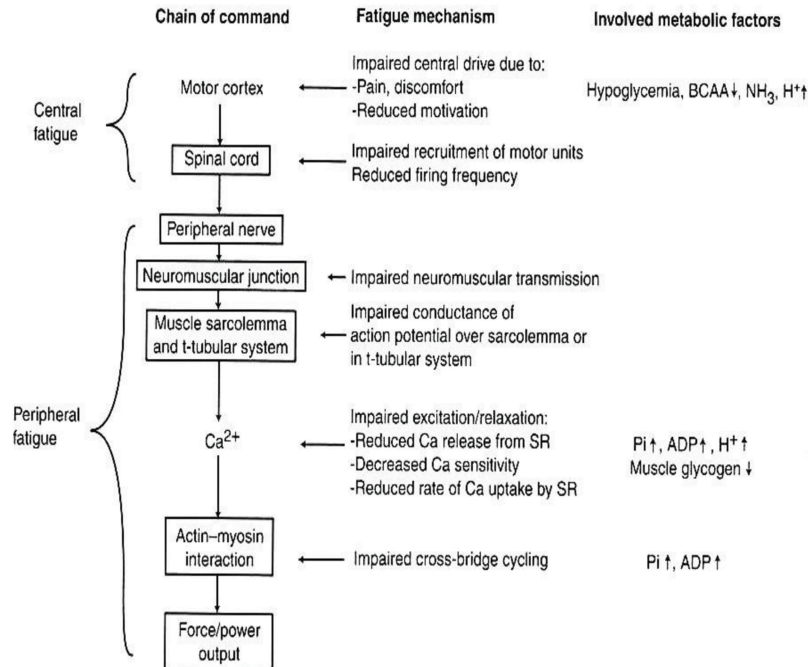 Chain of command
Fatigue mechanism
Involved metabolic factors
Central
fatigue
Motor cortex
Impaired central drive due to:
-Pain, discomfort
-Reduced motivation
Hypoglycemia, BCAA↓, NH₃, H⁺↑
Spinal cord
Impaired recruitment of motor units
Reduced firing frequency
Peripheral
fatigue
Peripheral nerve
Neuromuscular junction
Impaired neuromuscular transmission
Muscle sarcolemma
and t-tubular system
Impaired conductance of
action potential over sarcolemma or
in t-tubular system
Ca²⁺
Impaired excitation/relaxation:
-Reduced Ca release from SR
-Decreased Ca sensitivity
-Reduced rate of Ca uptake by SR
Pi↑, ADP↑, H⁺↑
Muscle glycogen ↓
Actin–myosin
interaction
Impaired cross-bridge cycling
Pi↑, ADP↑
Force/power
output